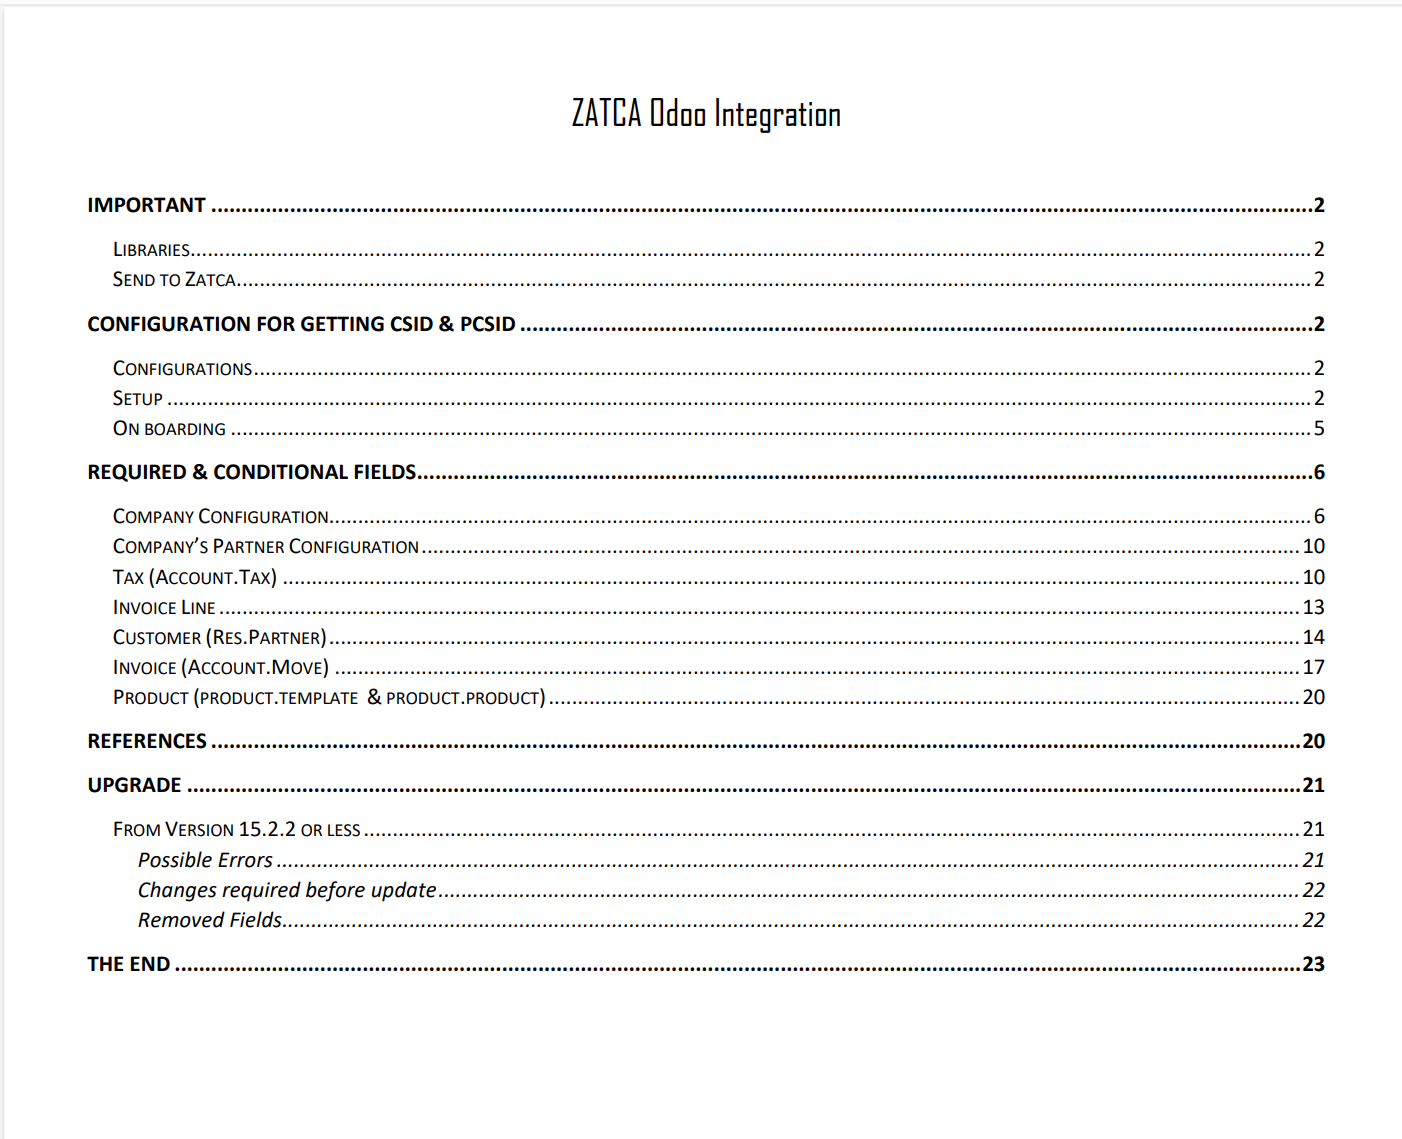 ZATCA Odoo Integration
IMPORTANT ........................ 2
LIBRARIES........................ 2
SEND TO ZATCA........................ 2
CONFIGURATION FOR GETTING CSID & PCSID ........................ 2
CONFIGURATIONS........................ 2
SETUP ........................ 2
ON BOARDING ........................ 5
REQUIRED & CONDITIONAL FIELDS........................ 6
COMPANY CONFIGURATION........................ 6
COMPANY’S PARTNER CONFIGURATION ........................ 10
TAX (ACCOUNT.TAX) ........................ 10
INVOICE LINE ........................ 13
CUSTOMER (RES.PARTNER) ........................ 14
INVOICE (ACCOUNT.MOVE) ........................ 17
PRODUCT (PRODUCT.TEMPLATE & PRODUCT.PRODUCT) ........................ 20
REFERENCES ........................ 20
UPGRADE ........................ 21
FROM VERSION 15.2.2 OR LESS ........................ 21
Possible Errors ........................ 21
Changes required before update ........................ 22
Removed Fields........................ 22
THE END ........................ 23